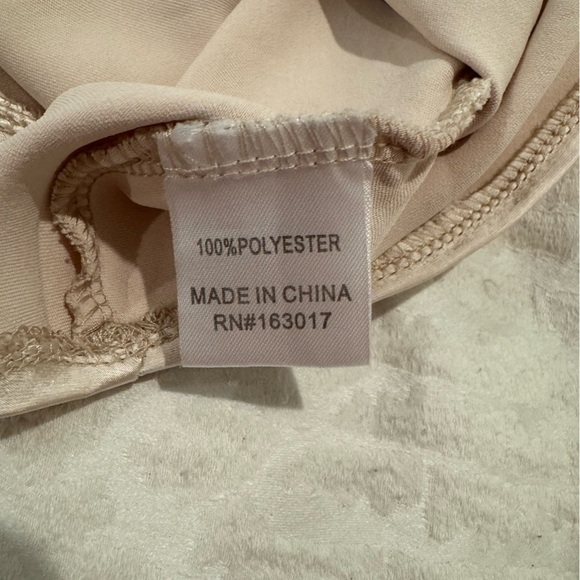 100%POLYESTER
MADE IN CHINA
RN#163017